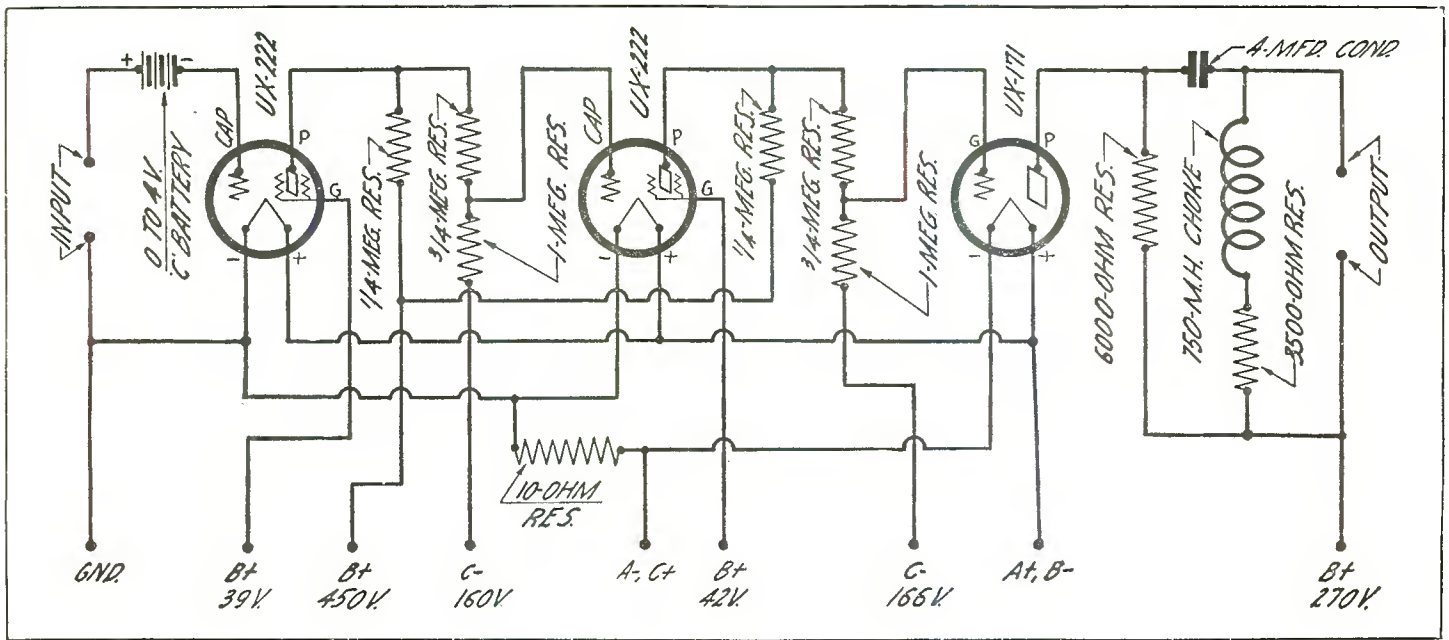 INPUT
+
-
0 TO 4 V.
"C" BATTERY
CAP
UX-222
P
G
-
+
1/4-MEG. RES.
3/4-MEG. RES.
1-MEG. RES.
CAP
UX-222
P
G
-
+
1/4-MEG. RES.
3/4-MEG. RES.
1-MEG. RES.
UX-171
G
P
-
+
4-MFD. COND.
6000-OHM RES.
750-M.H. CHOKE
3500-OHM RES.
OUTPUT
10-OHM
RES.
GND.
B+
39V.
B+
450V.
C-
160V.
A-, C+
B+
42V.
C-
166V.
A+, B-
B+
270V.